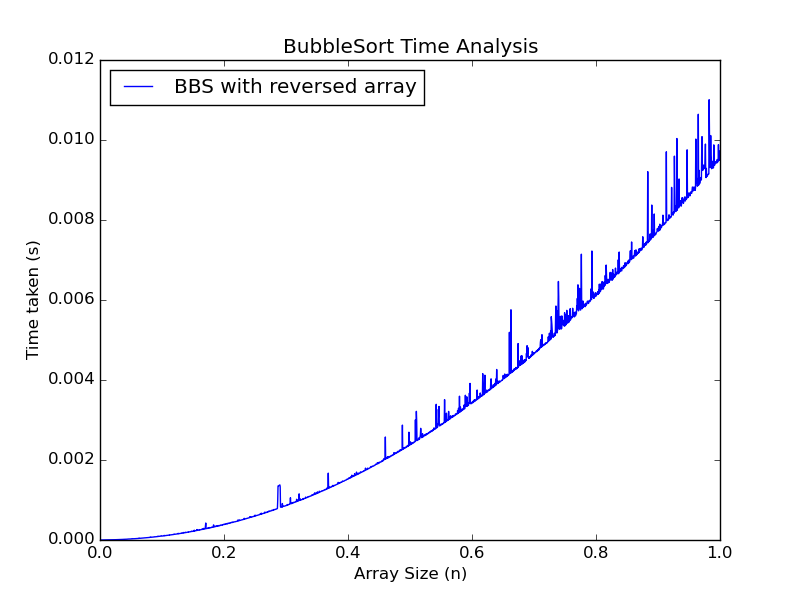 BubbleSort Time Analysis
0.012
BBS with reversed array
0.010
0.008
0.006
0.004
0.002
0.000
Time taken (s)
0.0 0.2 0.4 0.6 0.8 1.0
Array Size (n)